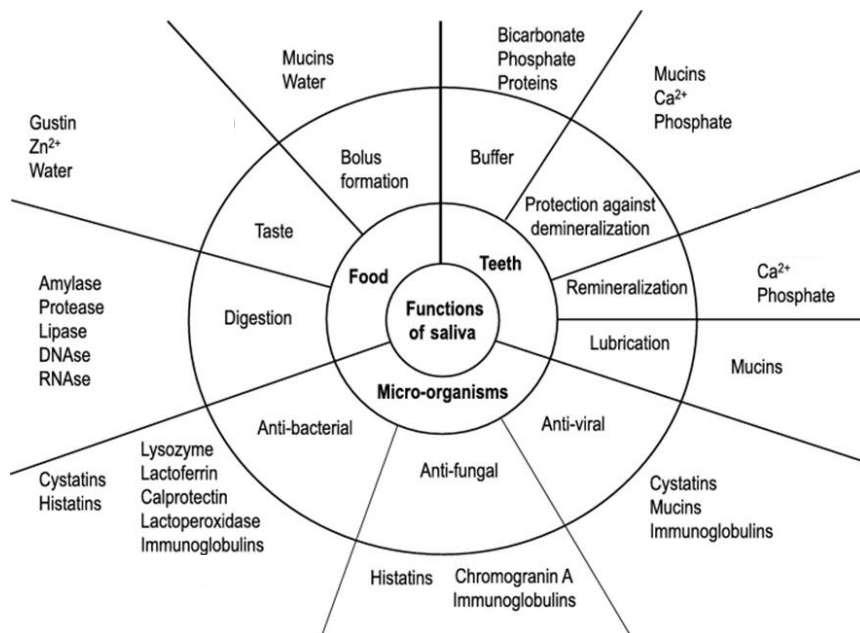 Functions
of saliva
Food
Teeth
Micro-organisms
Bolus
formation
Mucins
Water
Buffer
Bicarbonate
Phosphate
Proteins
Protection against
demineralization
Mucins
Ca²⁺
Phosphate
Remineralization
Ca²⁺
Phosphate
Lubrication
Mucins
Anti-viral
Cystatins
Mucins
Immunoglobulins
Anti-fungal
Histatins
Chromogranin A
Immunoglobulins
Anti-bacterial
Cystatins
Histatins
Lysozyme
Lactoferrin
Calprotectin
Lactoperoxidase
Immunoglobulins
Digestion
Amylase
Protease
Lipase
DNAse
RNAse
Taste
Gustin
Zn²⁺
Water